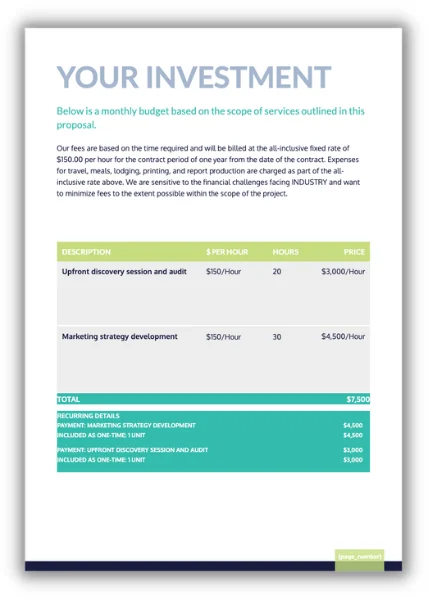 YOUR INVESTMENT
Below is a monthly budget based on the scope of services outlined in this
proposal.
Our fees are based on the time required and will be billed at the all-inclusive fixed rate of
$150.00 per hour for the contract period of one year from the date of the contract. Expenses
for travel, meals, lodging, printing, and report production are charged as part of the all-
inclusive rate above. We are sensitive to the financial challenges facing INDUSTRY and want
to minimize fees to the extent possible within the scope of the project.
DESCRIPTION $ PER HOUR HOURS PRICE
Upfront discovery session and audit $150/Hour 20 $3,000/Hour
Marketing strategy development $150/Hour 30 $4,500/Hour
TOTAL $7,500
RECURRING DETAILS
PAYMENT: MARKETING STRATEGY DEVELOPMENT $4,500
INCLUDED AS ONE-TIME: 1 UNIT $4,500
PAYMENT: UPFRONT DISCOVERY SESSION AND AUDIT $3,000
INCLUDED AS ONE-TIME: 1 UNIT $3,000
{page_number}